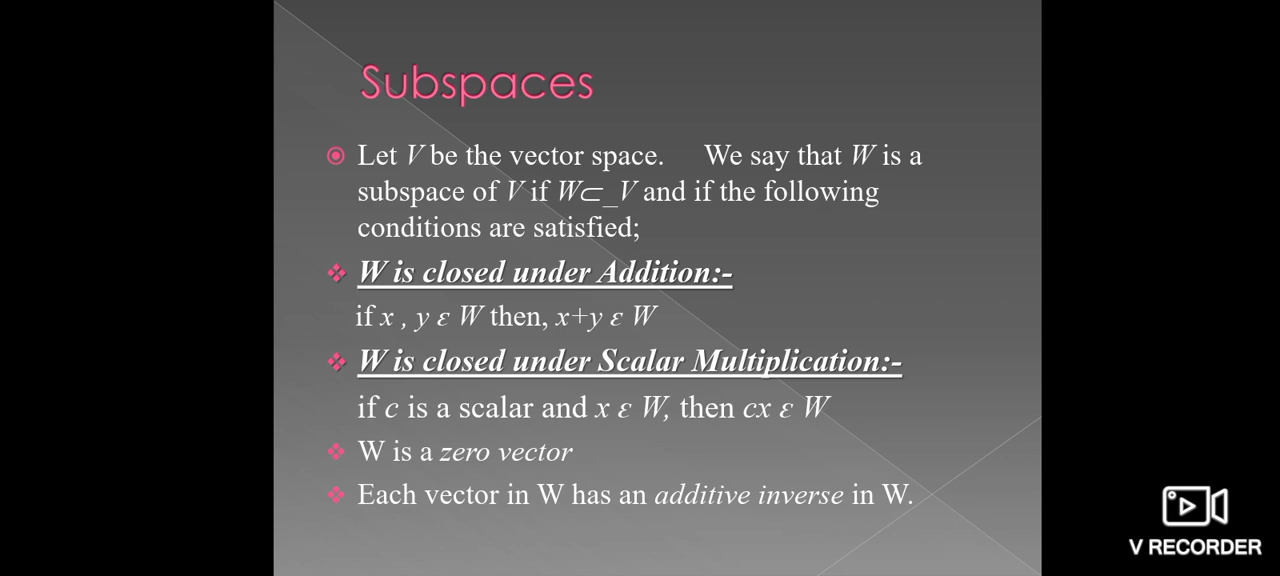 Subspaces
Let V be the vector space. We say that W is a
subspace of V if W⊂_V and if the following
conditions are satisfied;
W is closed under Addition:-
if x , y ε W then, x+y ε W
W is closed under Scalar Multiplication:-
if c is a scalar and x ε W, then cx ε W
W is a zero vector
Each vector in W has an additive inverse in W.
V RECORDER